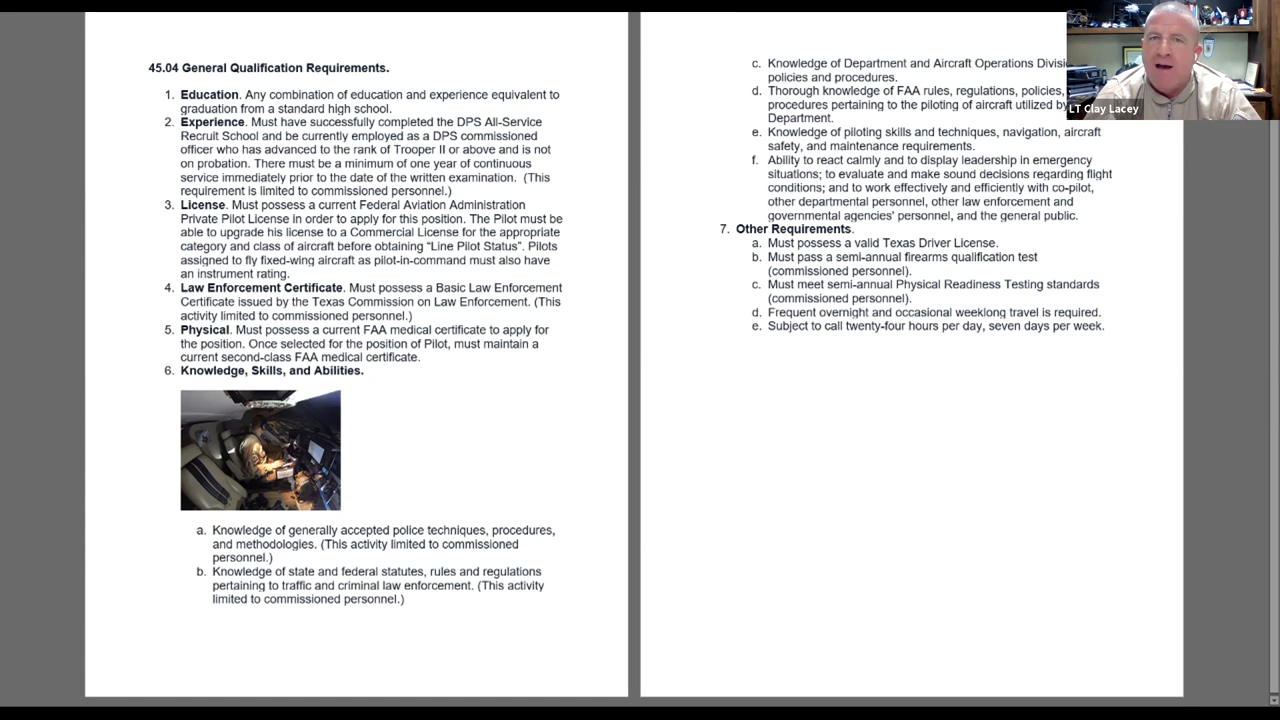 45.04 General Qualification Requirements.
1. Education. Any combination of education and experience equivalent to
graduation from a standard high school.
2. Experience. Must have successfully completed the DPS All-Service
Recruit School and be currently employed as a DPS commissioned
officer who has advanced to the rank of Trooper II or above and is not
on probation. There must be a minimum of one year of continuous
service immediately prior to the date of the written examination. (This
requirement is limited to commissioned personnel.)
3. License. Must possess a current Federal Aviation Administration
Private Pilot License in order to apply for this position. The Pilot must be
able to upgrade his license to a Commercial License for the appropriate
category and class of aircraft before obtaining “Line Pilot Status”. Pilots
assigned to fly fixed-wing aircraft as pilot-in-command must also have
an instrument rating.
4. Law Enforcement Certificate. Must possess a Basic Law Enforcement
Certificate issued by the Texas Commission on Law Enforcement. (This
activity limited to commissioned personnel.)
5. Physical. Must possess a current FAA medical certificate to apply for
the position. Once selected for the position of Pilot, must maintain a
current second-class FAA medical certificate.
6. Knowledge, Skills, and Abilities.
a. Knowledge of generally accepted police techniques, procedures,
and methodologies. (This activity limited to commissioned
personnel.)
b. Knowledge of state and federal statutes, rules and regulations
pertaining to traffic and criminal law enforcement. (This activity
limited to commissioned personnel.)
c. Knowledge of Department and Aircraft Operations
policies and procedures.
d. Thorough knowledge of FAA rules, regulations, policies,
procedures pertaining to the piloting of aircraft utilized by
Department.
e. Knowledge of piloting skills and techniques, navigation, aircraft
safety, and maintenance requirements.
f. Ability to react calmly and to display leadership in emergency
situations; to evaluate and make sound decisions regarding flight
conditions; and to work effectively and efficiently with co-pilot,
other departmental personnel, other law enforcement and
governmental agencies' personnel, and the general public.
7. Other Requirements.
a. Must possess a valid Texas Driver License.
b. Must pass a semi-annual firearms qualification test
(commissioned personnel).
c. Must meet semi-annual Physical Readiness Testing standards
(commissioned personnel).
d. Frequent overnight and occasional weeklong travel is required.
e. Subject to call twenty-four hours per day, seven days per week.
LT Clay Lacey